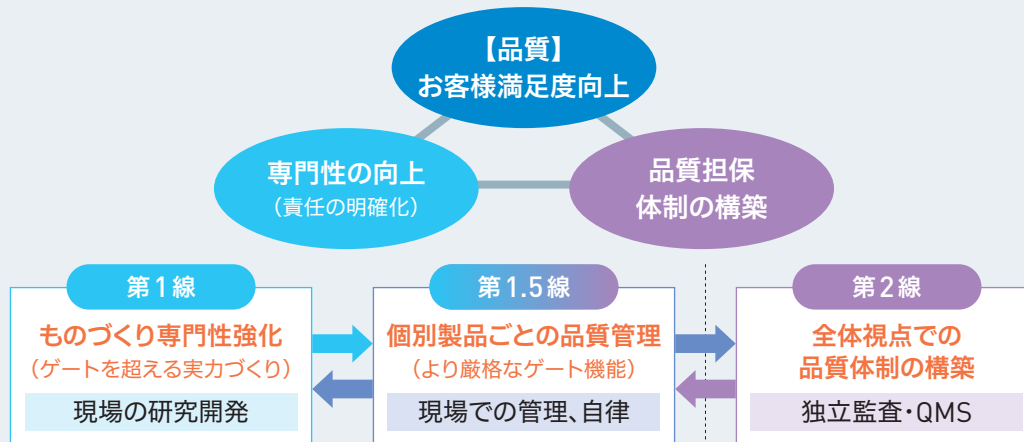 【品質】
お客様満足度向上
専門性の向上
（責任の明確化）
品質担保
体制の構築
第1線
ものづくり専門性強化
（ゲートを超える実力づくり）
現場の研究開発
第1.5線
個別製品ごとの品質管理
（より厳格なゲート機能）
現場での管理、自律
第2線
全体視点での
品質体制の構築
独立監査・QMS